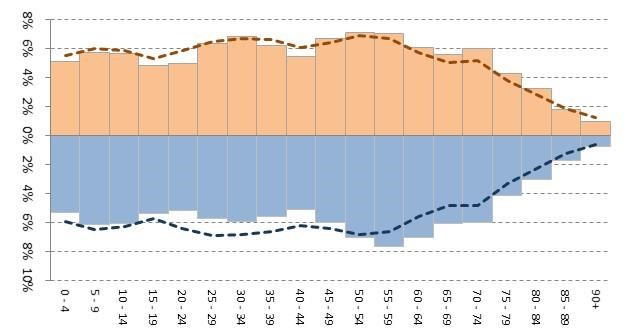 8%
6%
4%
2%
0%
2%
4%
6%
8%
10%
0 - 4
5 - 9
10 - 14
15 - 19
20 - 24
25 - 29
30 - 34
35 - 39
40 - 44
45 - 49
50 - 54
55 - 59
60 - 64
65 - 69
70 - 74
75 - 79
80- 84
85- 89
90+